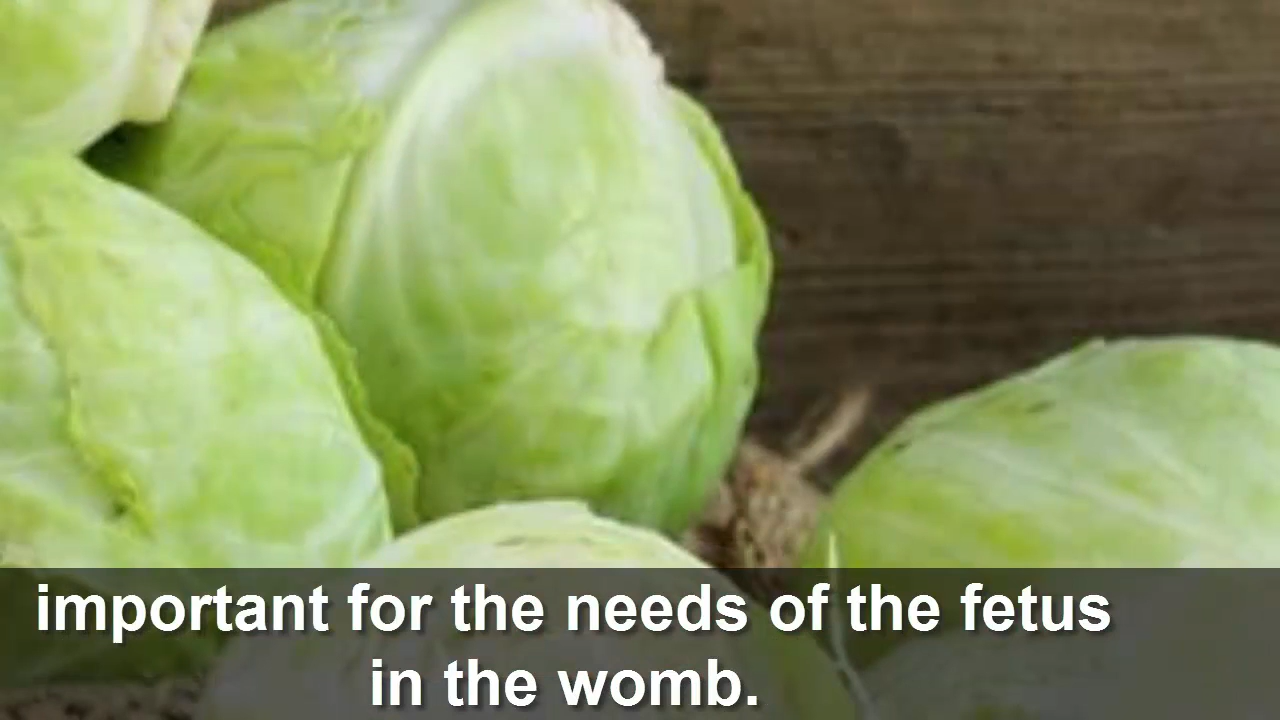 important for the needs of the fetus
in the womb.